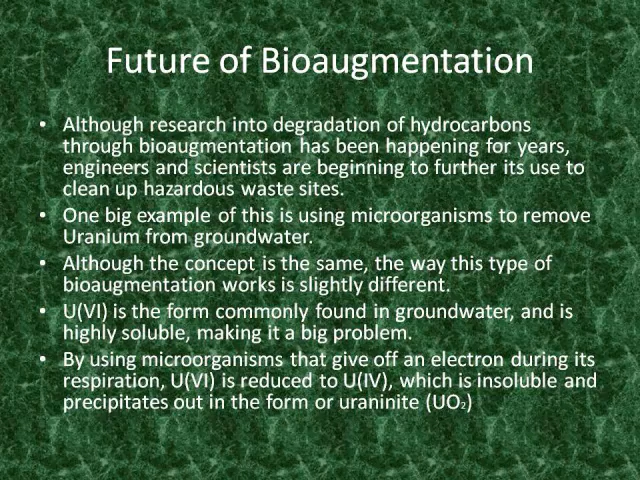 Future of Bioaugmentation
• Although research into degradation of hydrocarbons
through bioaugmentation has been happening for years,
engineers and scientists are beginning to further its use to
clean up hazardous waste sites.
• One big example of this is using microorganisms to remove
Uranium from groundwater.
• Although the concept is the same, the way this type of
bioaugmentation works is slightly different.
• U(VI) is the form commonly found in groundwater, and is
highly soluble, making it a big problem.
• By using microorganisms that give off an electron during its
respiration, U(VI) is reduced to U(IV), which is insoluble and
precipitates out in the form or uraninite (UO₂)